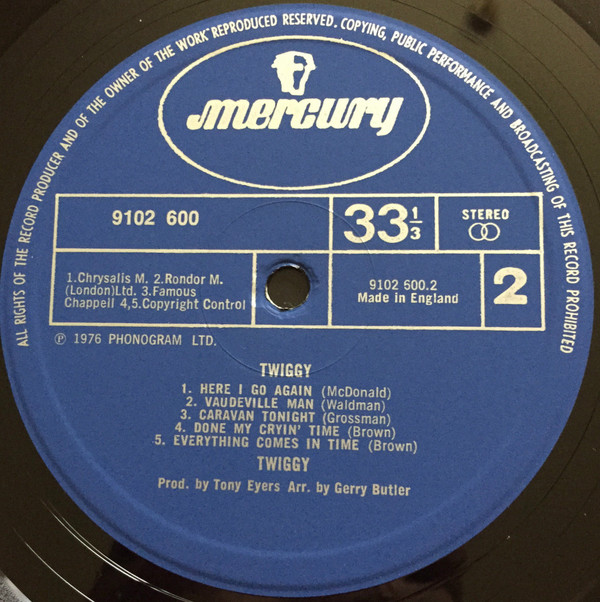 ALL RIGHTS OF THE RECORD PRODUCER AND OF THE OWNER OF THE WORK REPRODUCED RESERVED. COPYING, PUBLIC PERFORMANCE AND BROADCASTING OF THIS RECORD PROHIBITED
mercury
9102 600
33 1/3
STEREO
1.Chrysalis M. 2.Rondor M.
(London)Ltd. 3.Famous
Chappell 4,5.Copyright Control
9102 600.2
Made in England
2
℗ 1976 PHONOGRAM LTD.
TWIGGY
1. HERE I GO AGAIN (McDonald)
2. VAUDEVILLE MAN (Waldman)
3. CARAVAN TONIGHT (Grossman)
4. DONE MY CRYIN' TIME (Brown)
5. EVERYTHING COMES IN TIME (Brown)
TWIGGY
Prod. by Tony Eyers Arr. by Gerry Butler